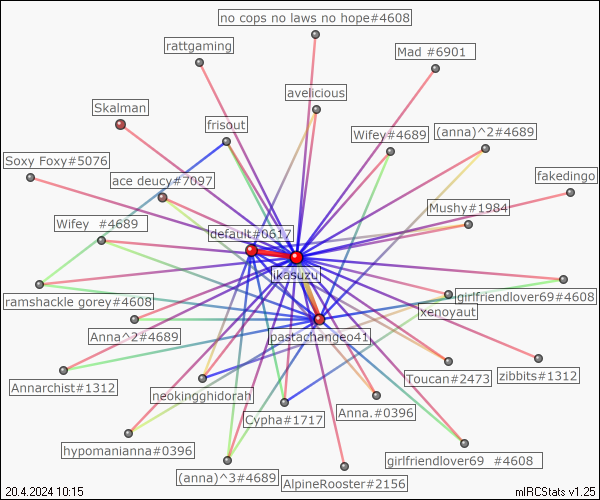 no cops no laws no hope#4608
rattgaming
Mad #6901
avelicious
Skalman
frisout
Wifey#4689
(anna)^2#4689
Soxy Foxy#5076
ace deucy#7097
fakedingo
Mushy#1984
Wifey #4689
default#0617
ikasuzu
ramshackle gorey#4608
girlfriendlover69#4608
xenoyaut
Anna^2#4689
pastachangeo41
Toucan#2473
zibbits#1312
Annarchist#1312
neokingghidorah
Cypha#1717
Anna.#0396
hypomanianna#0396
girlfriendlover69 #4608
(anna)^3#4689
AlpineRooster#2156
20.4.2024 10:15
mIRCStats v1.25